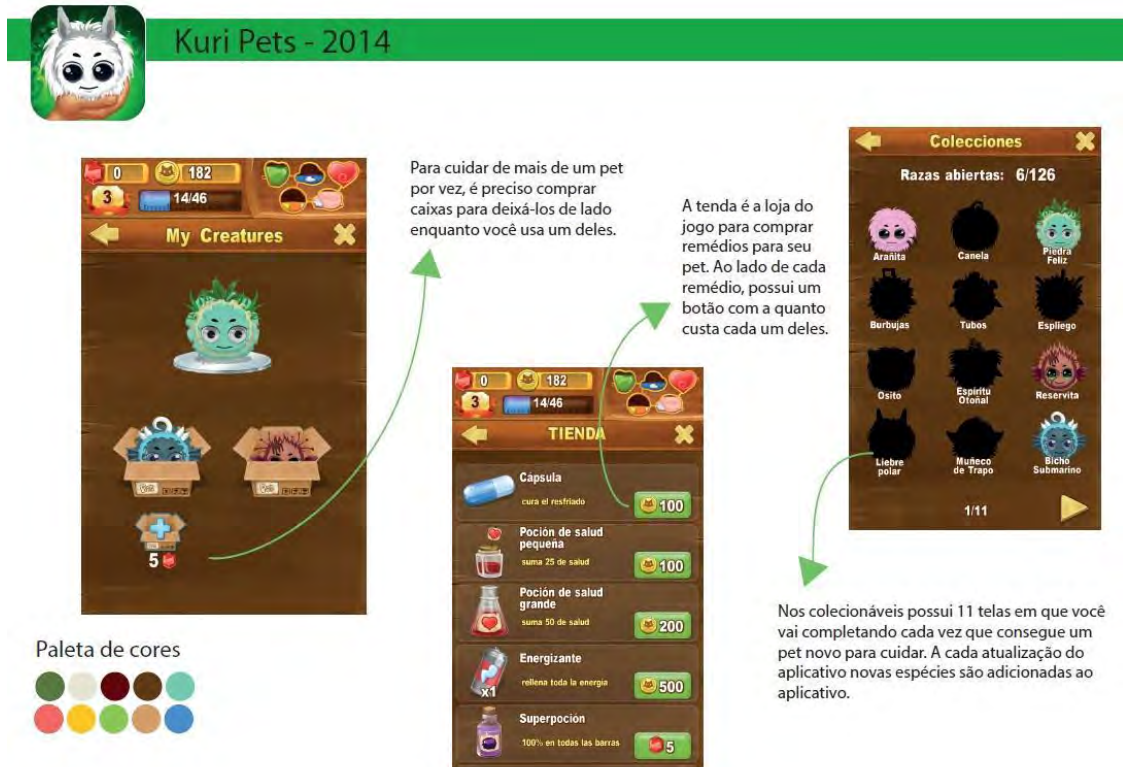 Kuri Pets - 2014
0
182
3
14/46
My Creatures
5
Para cuidar de mais de um pet
por vez, é preciso comprar
caixas para deixá-los de lado
enquanto você usa um deles.
A tenda é a loja do
jogo para comprar
remédios para seu
pet. Ao lado de cada
remédio, possui um
botão com a quanto
custa cada um deles.
0
182
3
14/46
TIENDA
Cápsula
cura el resfriado
100
Poción de salud
pequeña
suma 25 de salud
100
Poción de salud
grande
suma 50 de salud
200
Energizante
x1
rellena toda la energia
500
Superpoción
100% en todas las barras
5
Colecciones
Razas abiertas: 6/126
Arañita
Canela
Piedra
Feliz
Burbujas
Tubos
Espliego
Osito
Espíritu
Otoñal
Reservita
Liebre
polar
Muñeco
de Trapo
Bicho
Submarino
1/11
Nos colecionáveis possui 11 telas em que você
vai completando cada vez que consegue um
pet novo para cuidar. A cada atualização do
aplicativo novas espécies são adicionadas ao
aplicativo.
Paleta de cores